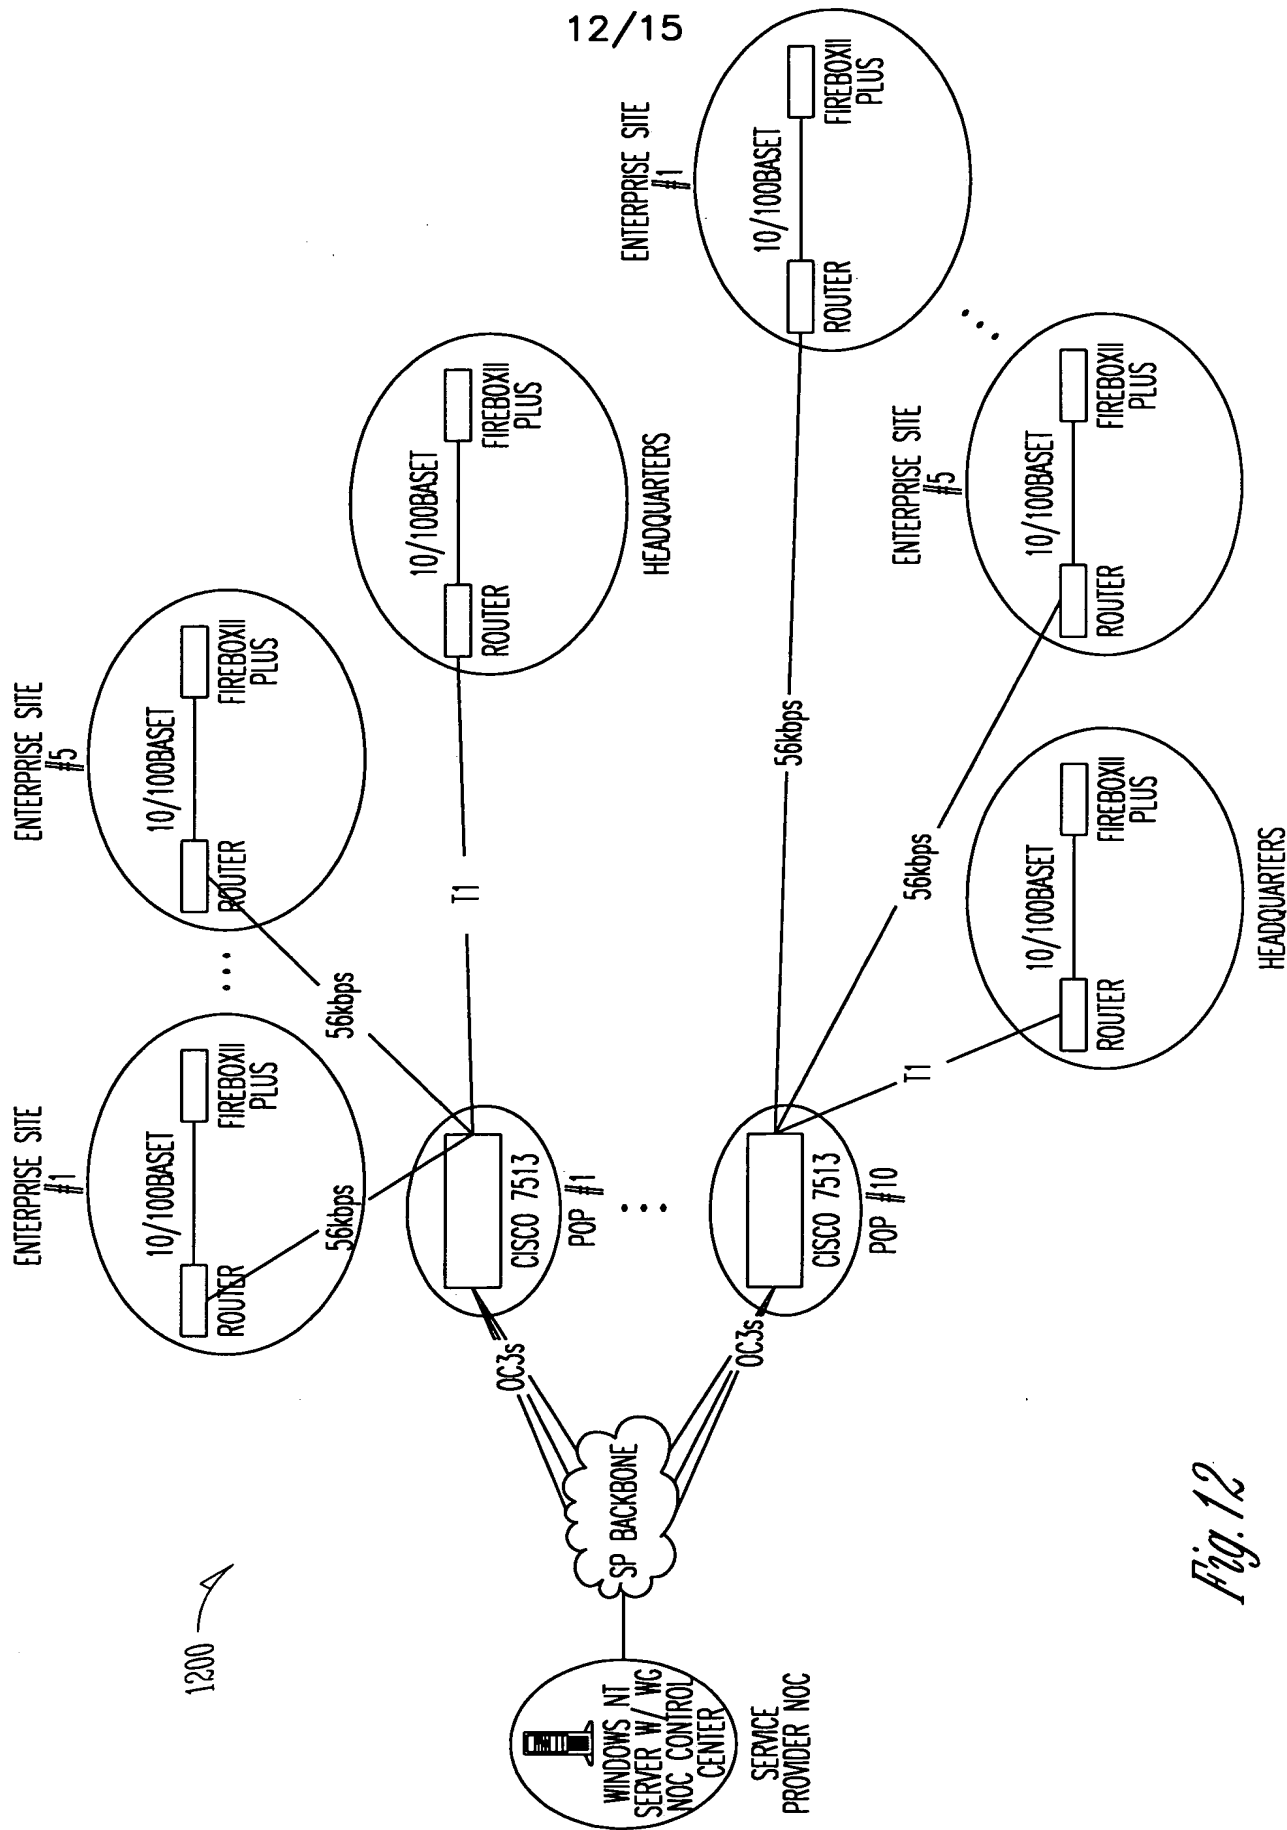 12/15
1200
WINDOWS NT
SERVER W/ WG
NOC CONTROL
CENTER
SERVICE
PROVIDER NOC
SP BACKBONE
OC3s
OC3s
CISCO 7513
POP #1
CISCO 7513
POP #10
ENTERPRISE SITE
#1
10/100BASET
ROUTER
FIREBOXII
PLUS
56kbps
ENTERPRISE SITE
#5
10/100BASET
ROUTER
FIREBOXII
PLUS
56kbps
T1
10/100BASET
ROUTER
FIREBOXII
PLUS
HEADQUARTERS
56kbps
ENTERPRISE SITE
#1
10/100BASET
ROUTER
FIREBOXII
PLUS
56kbps
ENTERPRISE SITE
#5
10/100BASET
ROUTER
FIREBOXII
PLUS
T1
10/100BASET
ROUTER
FIREBOXII
PLUS
HEADQUARTERS
Fig. 12